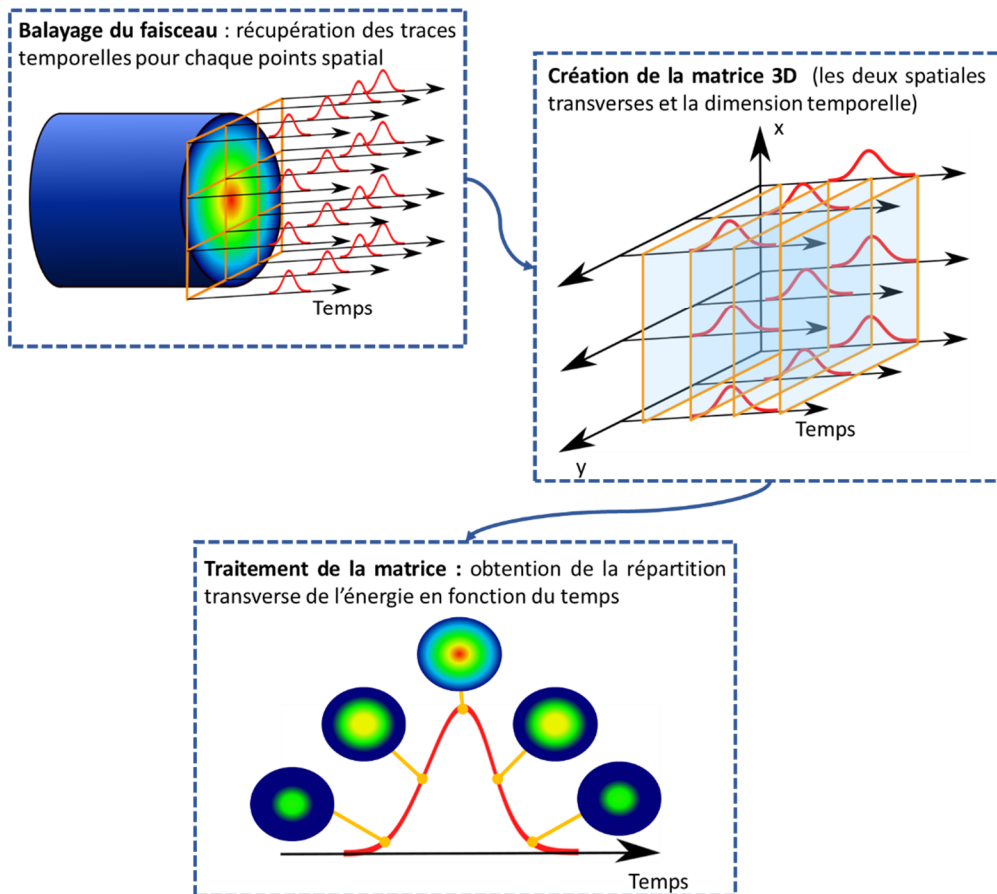 Balayage du faisceau : récupération des traces
temporelles pour chaque points spatial
Temps
Création de la matrice 3D (les deux spatiales
transverses et la dimension temporelle)
x
Temps
y
Traitement de la matrice : obtention de la répartition
transverse de l'énergie en fonction du temps
Temps